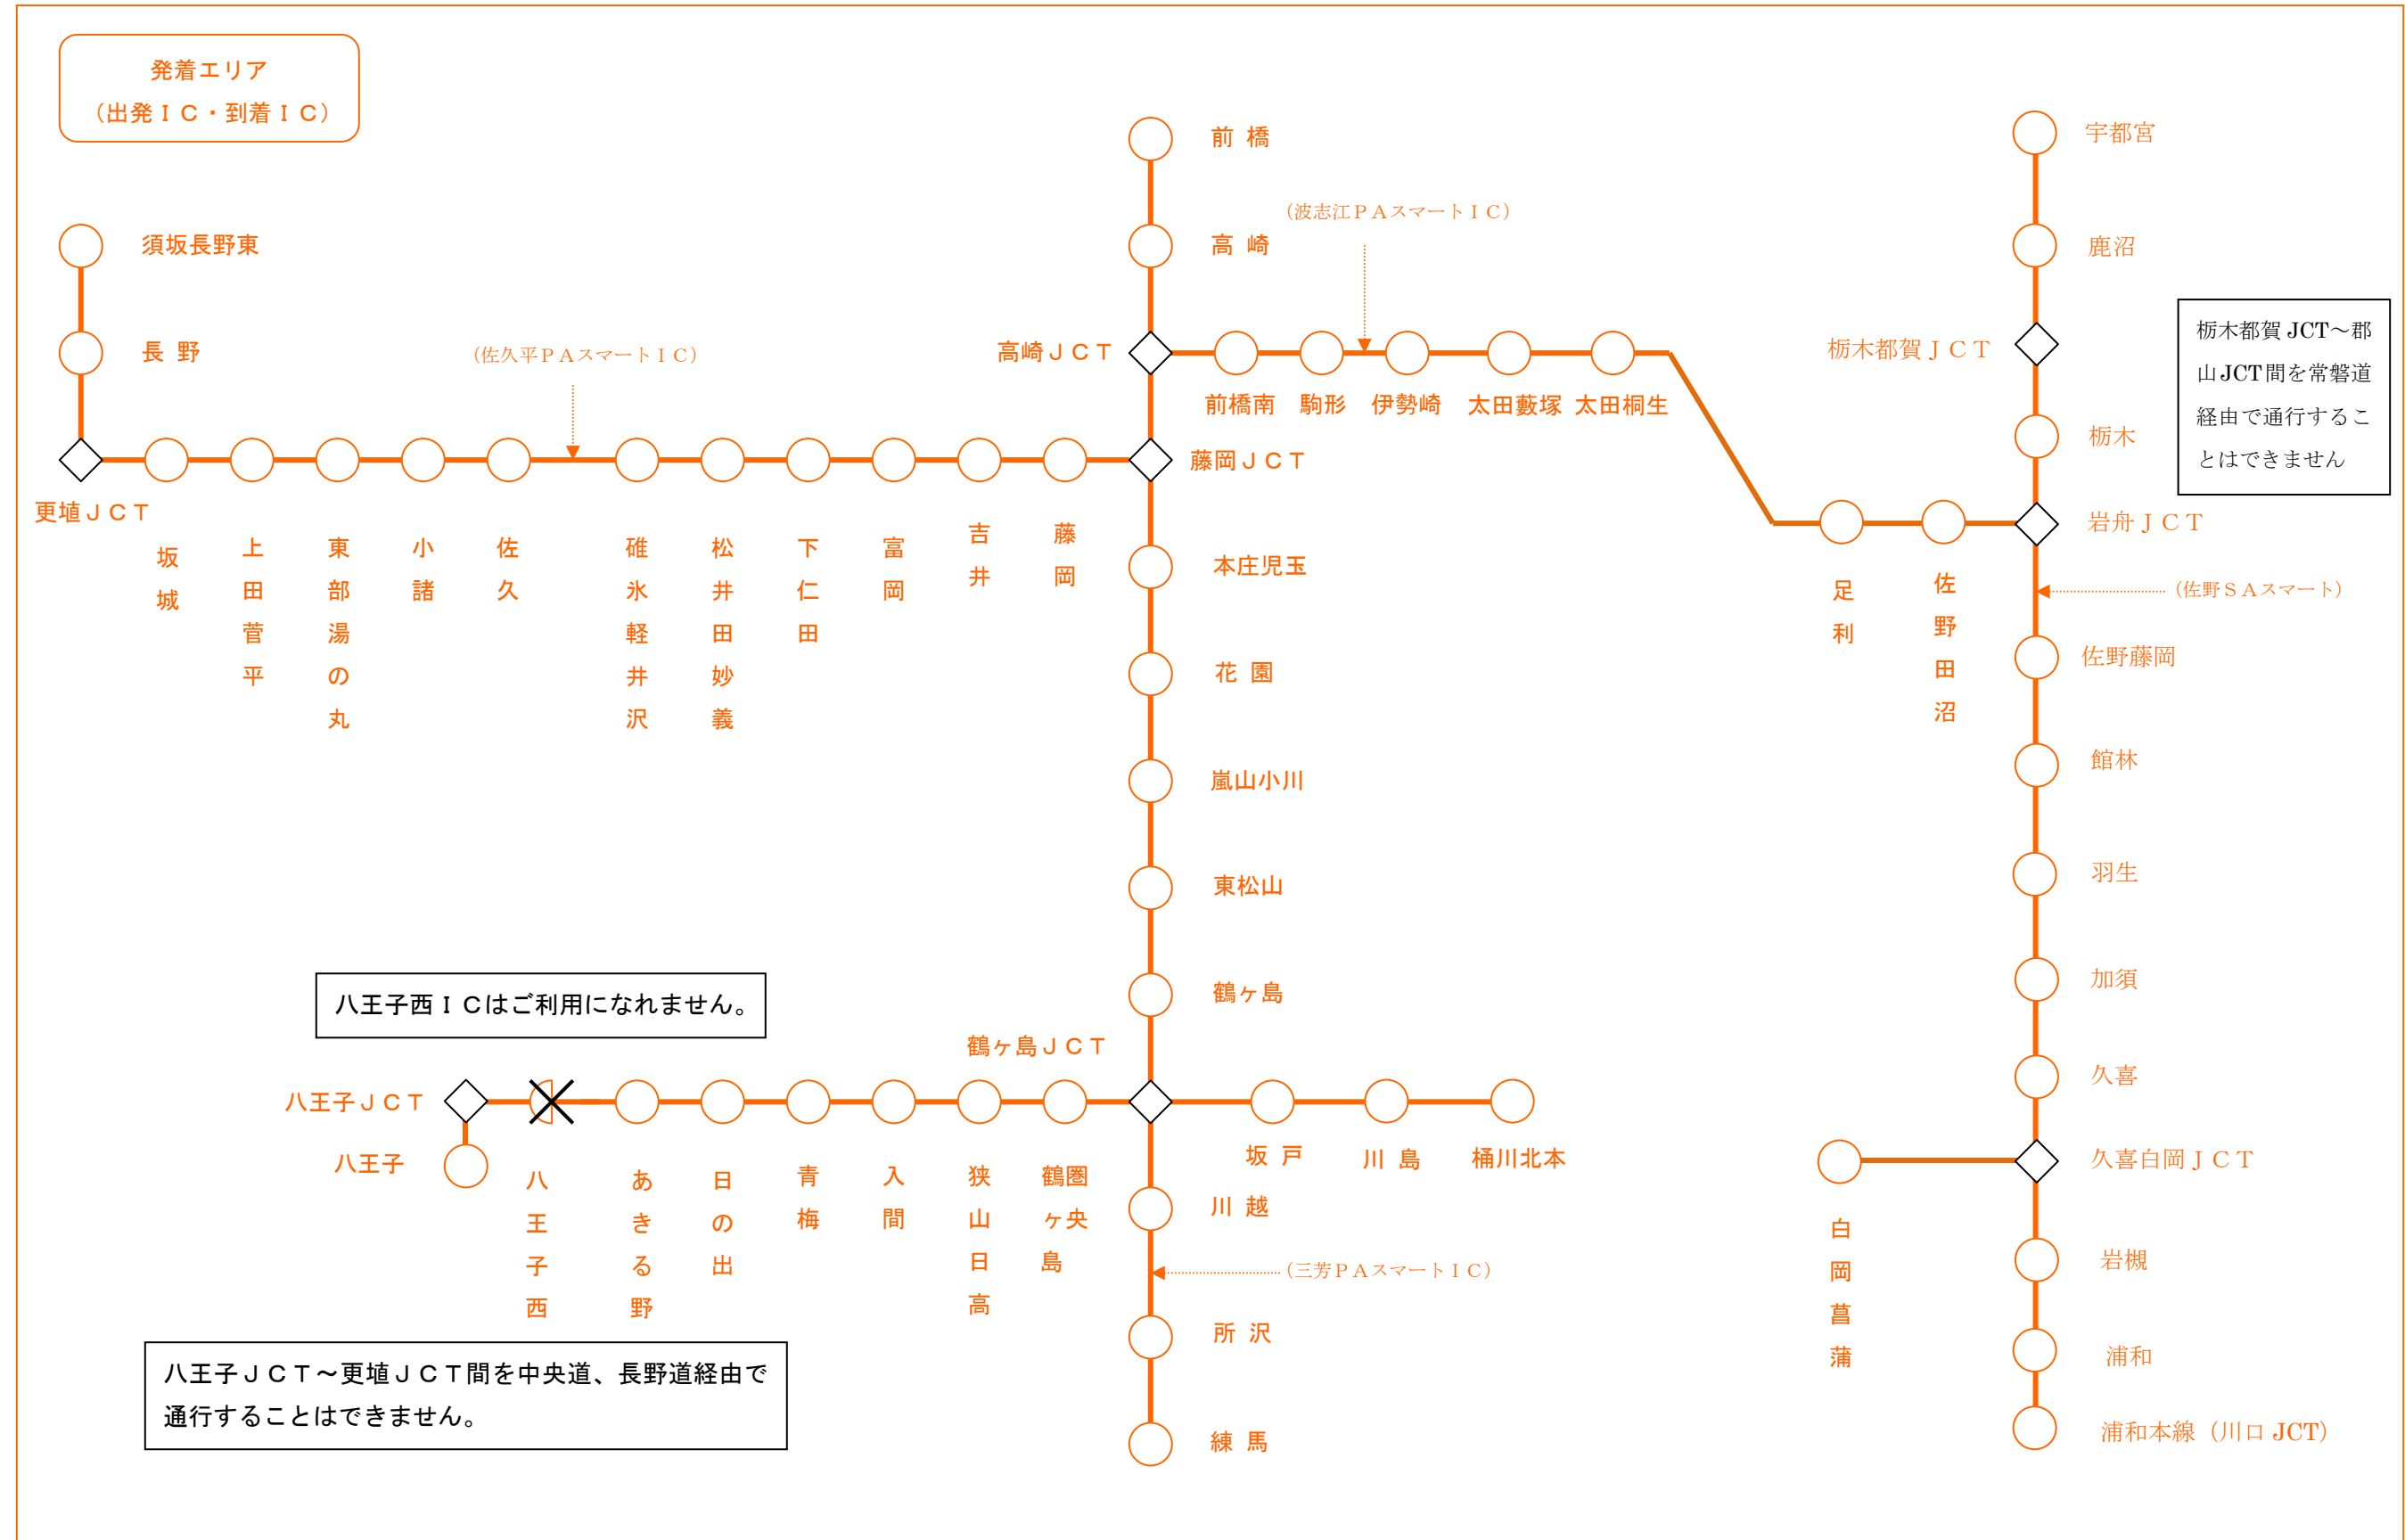 発着エリア
（出発ＩＣ・到着ＩＣ）
須坂長野東
長 野
更埴ＪＣＴ
（佐久平ＰＡスマートＩＣ）
坂城
上田菅平
東部湯の丸
小諸
佐久
碓氷軽井沢
松井田妙義
下仁田
富岡
吉井
藤岡
前 橋
高 崎
高崎ＪＣＴ
（波志江ＰＡスマートＩＣ）
前橋南
駒形
伊勢崎
太田藪塚
太田桐生
足利
佐野田沼
藤岡ＪＣＴ
本庄児玉
花 園
嵐山小川
東松山
鶴ヶ島
鶴ヶ島ＪＣＴ
八王子西ＩＣはご利用になれません。
八王子ＪＣＴ
八王子
八王子西
あきる野
日の出
青梅
入間
狭山日高
圏央
鶴ヶ島
坂 戸
川 島
桶川北本
川 越
（三芳ＰＡスマートＩＣ）
所 沢
練 馬
八王子ＪＣＴ～更埴ＪＣＴ間を中央道、長野道経由で
通行することはできません。
宇都宮
鹿沼
栃木都賀ＪＣＴ
栃木都賀 JCT～郡
山 JCT 間を常磐道
経由で通行するこ
とはできません
栃木
岩舟ＪＣＴ
（佐野ＳＡスマート）
佐野藤岡
館林
羽生
加須
久喜
久喜白岡ＪＣＴ
白岡菖蒲
岩槻
浦和
浦和本線（川口 JCT）